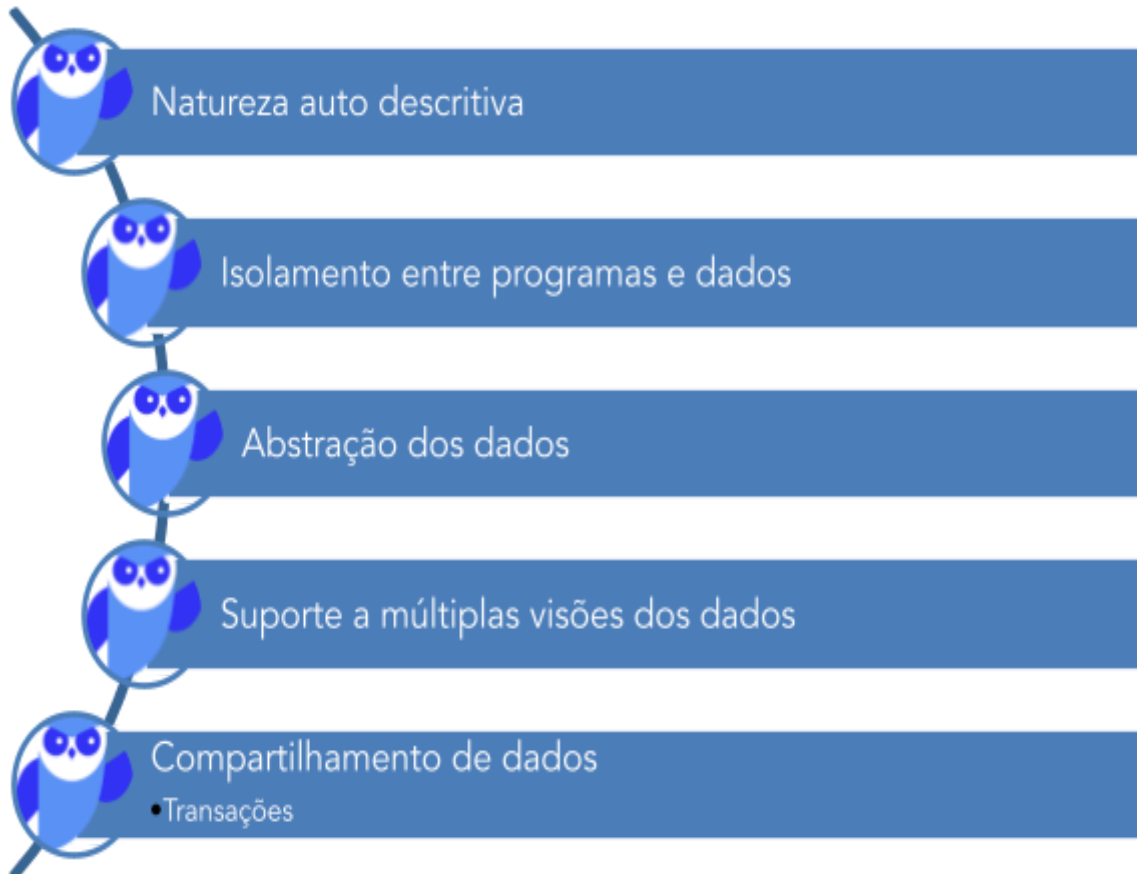 Natureza auto descritiva
Isolamento entre programas e dados
Abstração dos dados
Suporte a múltiplas visões dos dados
Compartilhamento de dados
•Transações